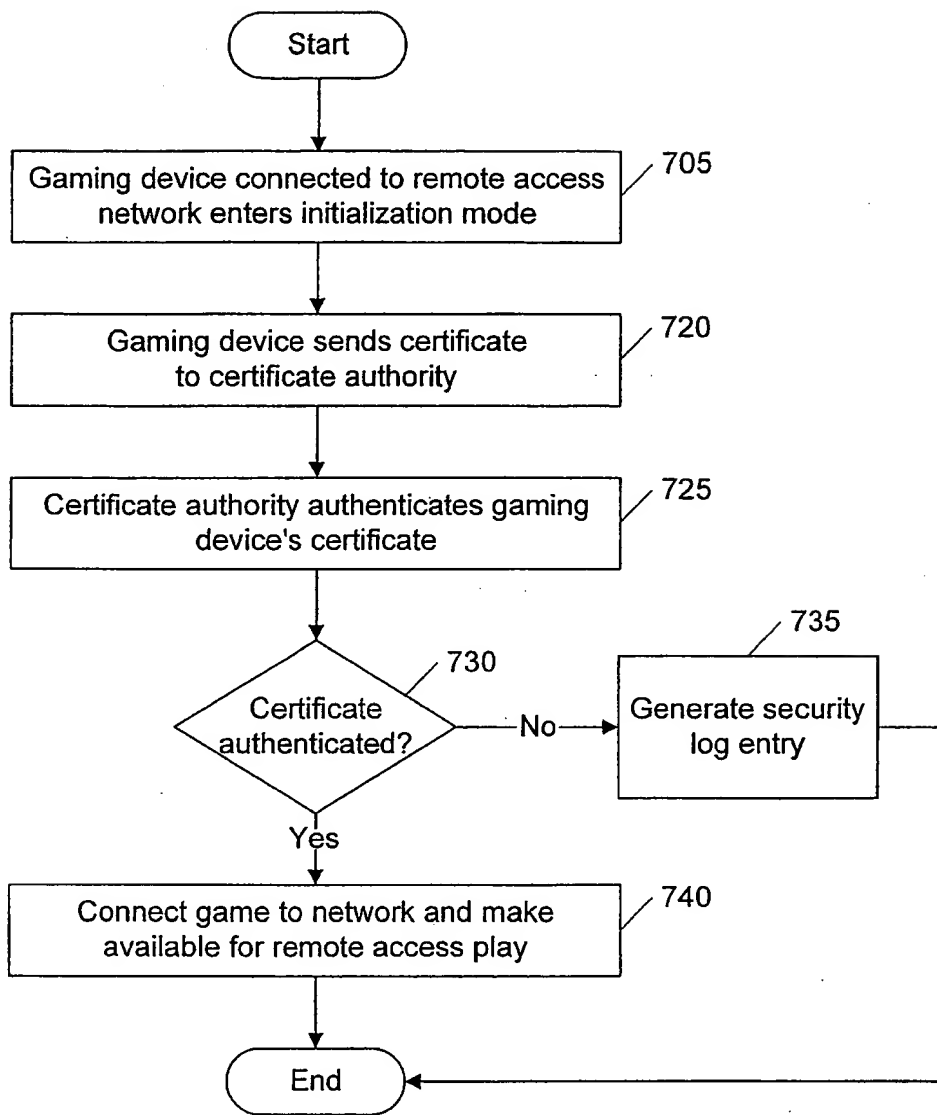 Start
705
Gaming device connected to remote access
network enters initialization mode
720
Gaming device sends certificate
to certificate authority
725
Certificate authority authenticates gaming
device's certificate
735
730
Certificate
authenticated?
No
Generate security
log entry
Yes
740
Connect game to network and make
available for remote access play
End